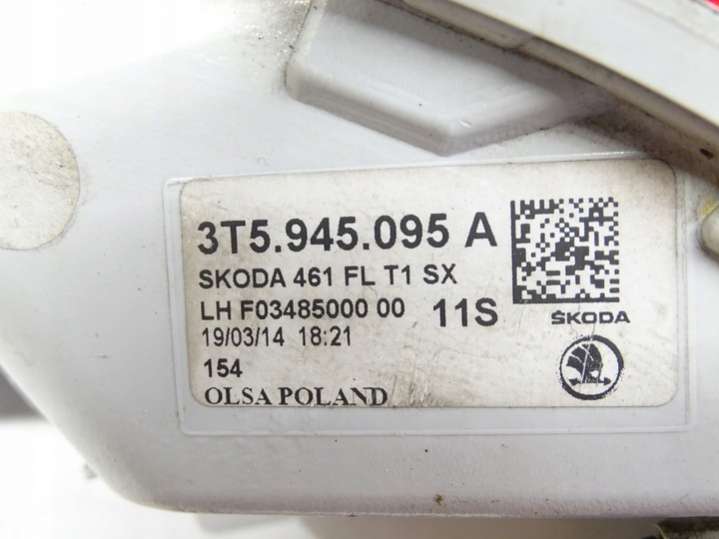 3T5.945.095 A
SKODA 461 FL T1 SX
LH F03485000 00 11S
ŠKODA
19/03/14 18:21
154
OLSA POLAND